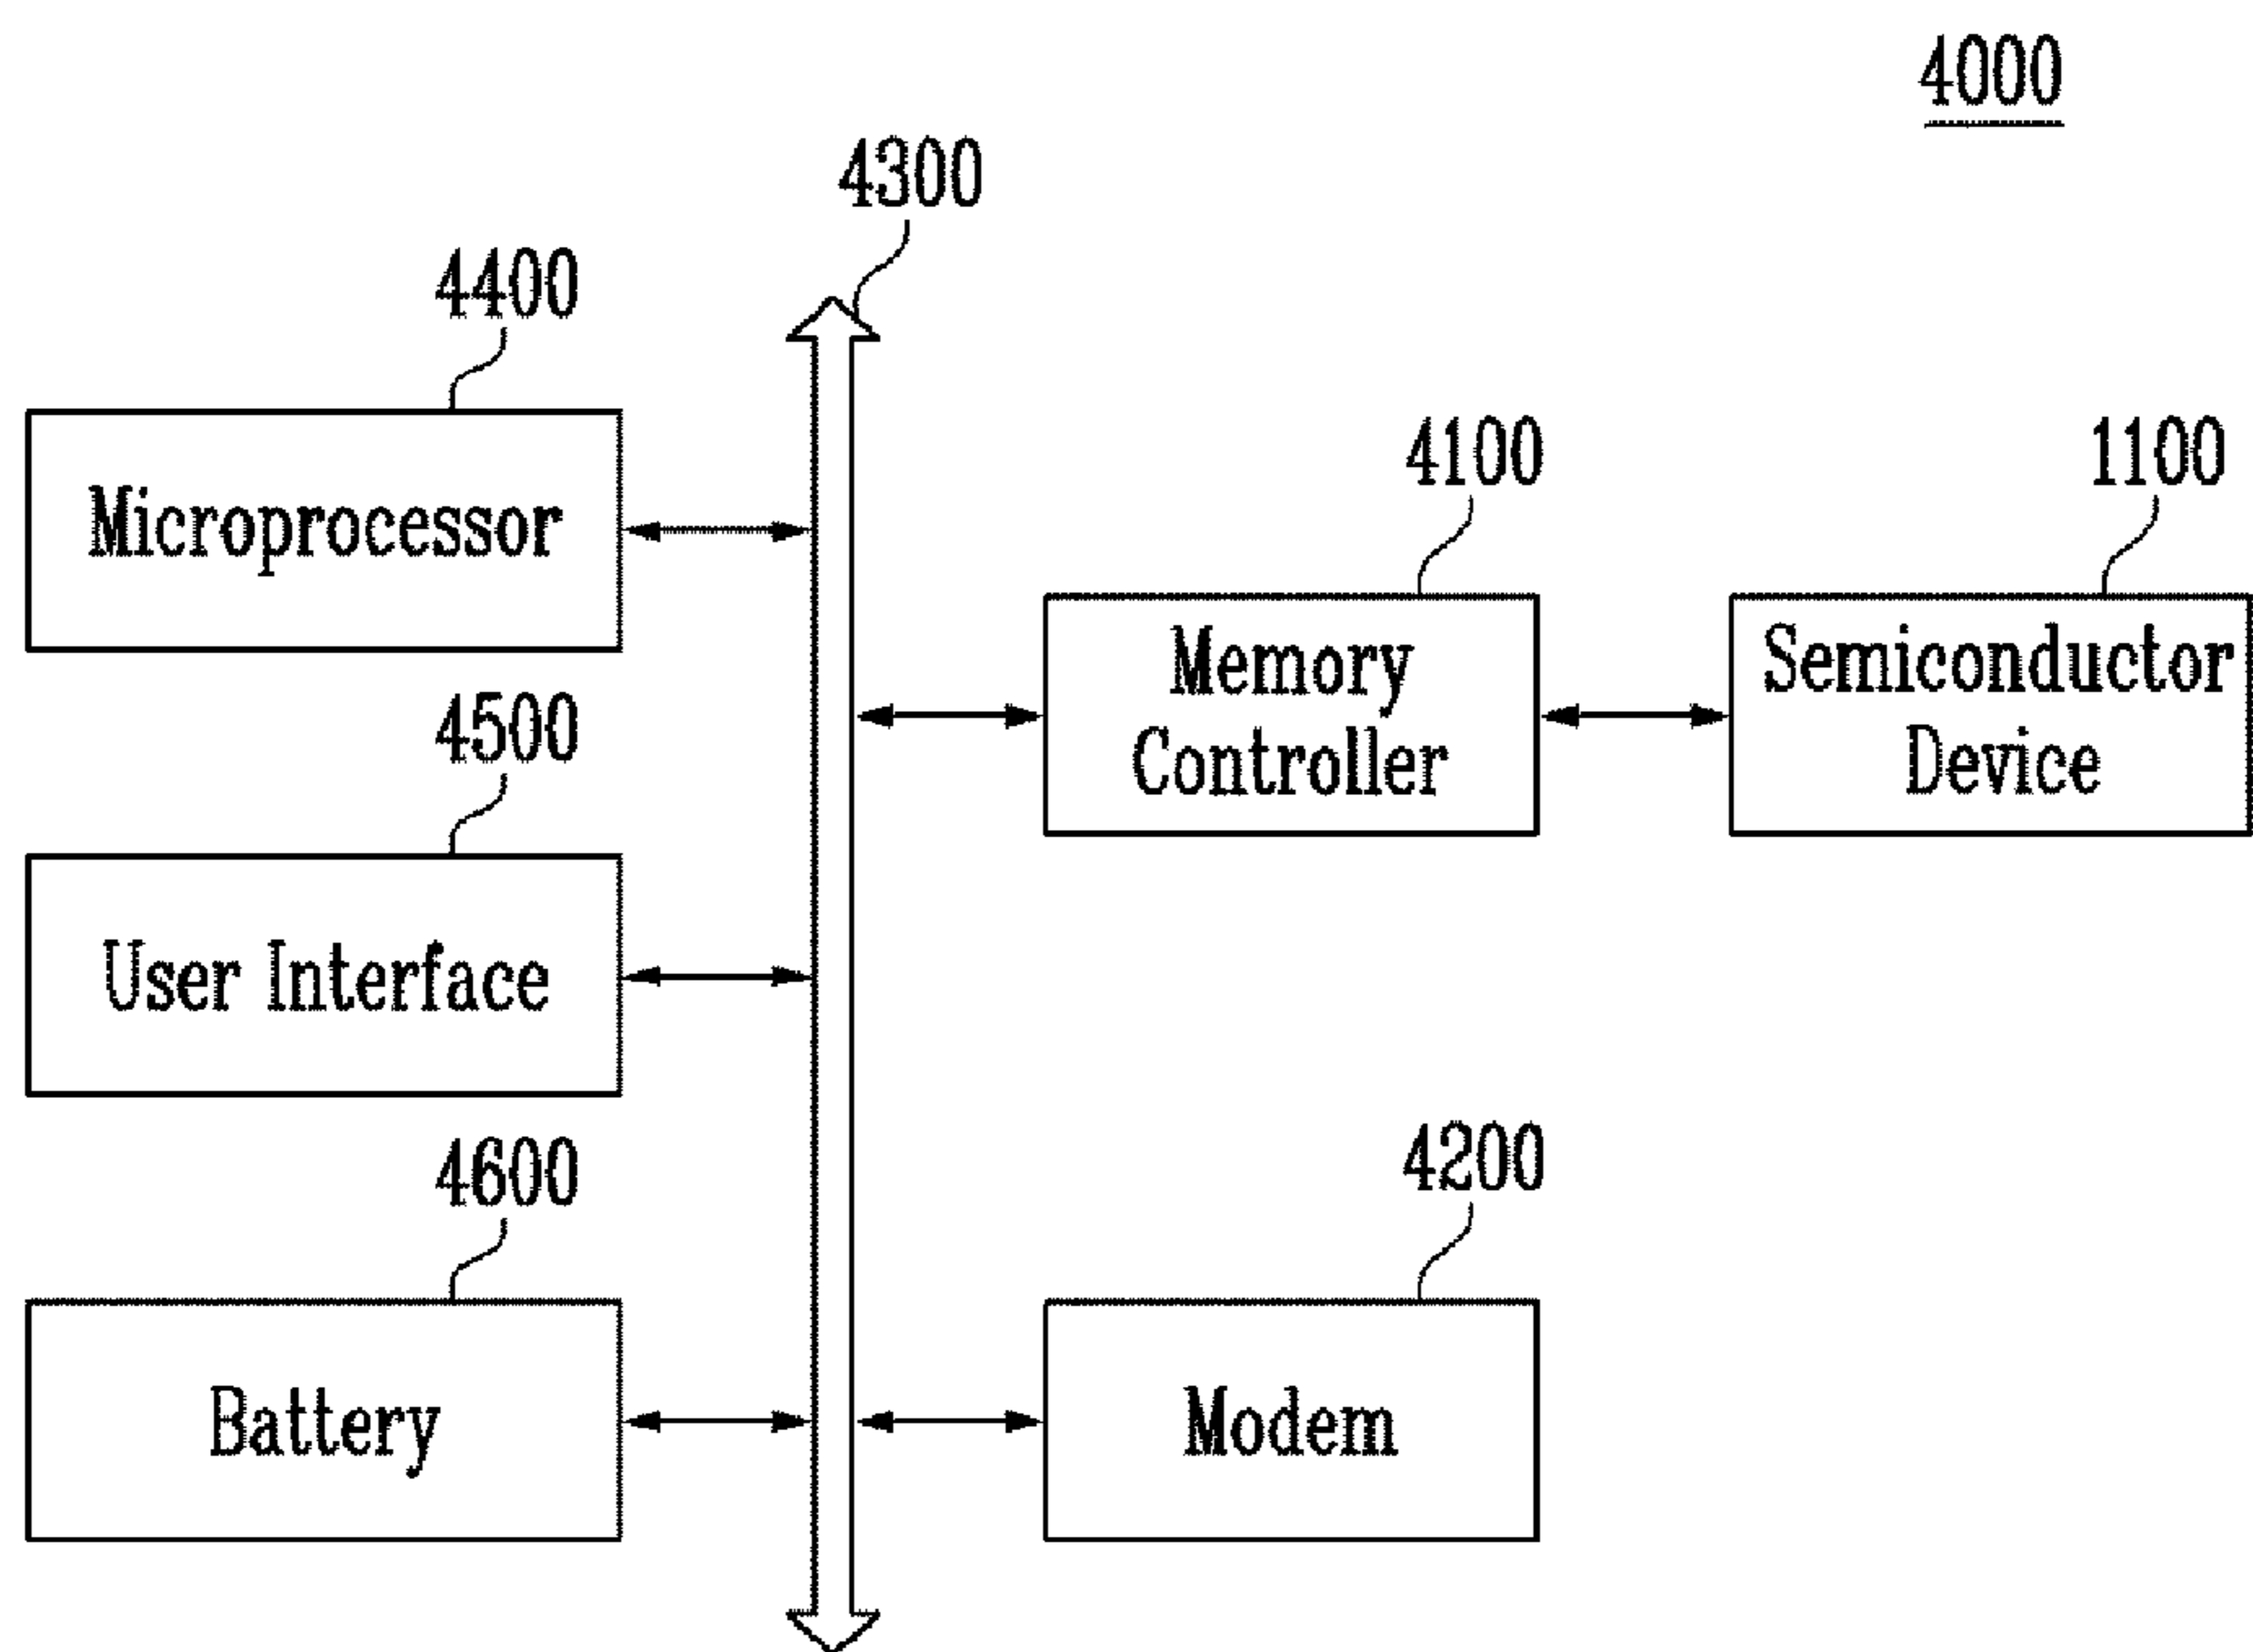 4000
4300
4400
Microprocessor
4100
1100
Memory
Controller
Semiconductor
Device
4500
User Interface
4600
Battery
4200
Modem